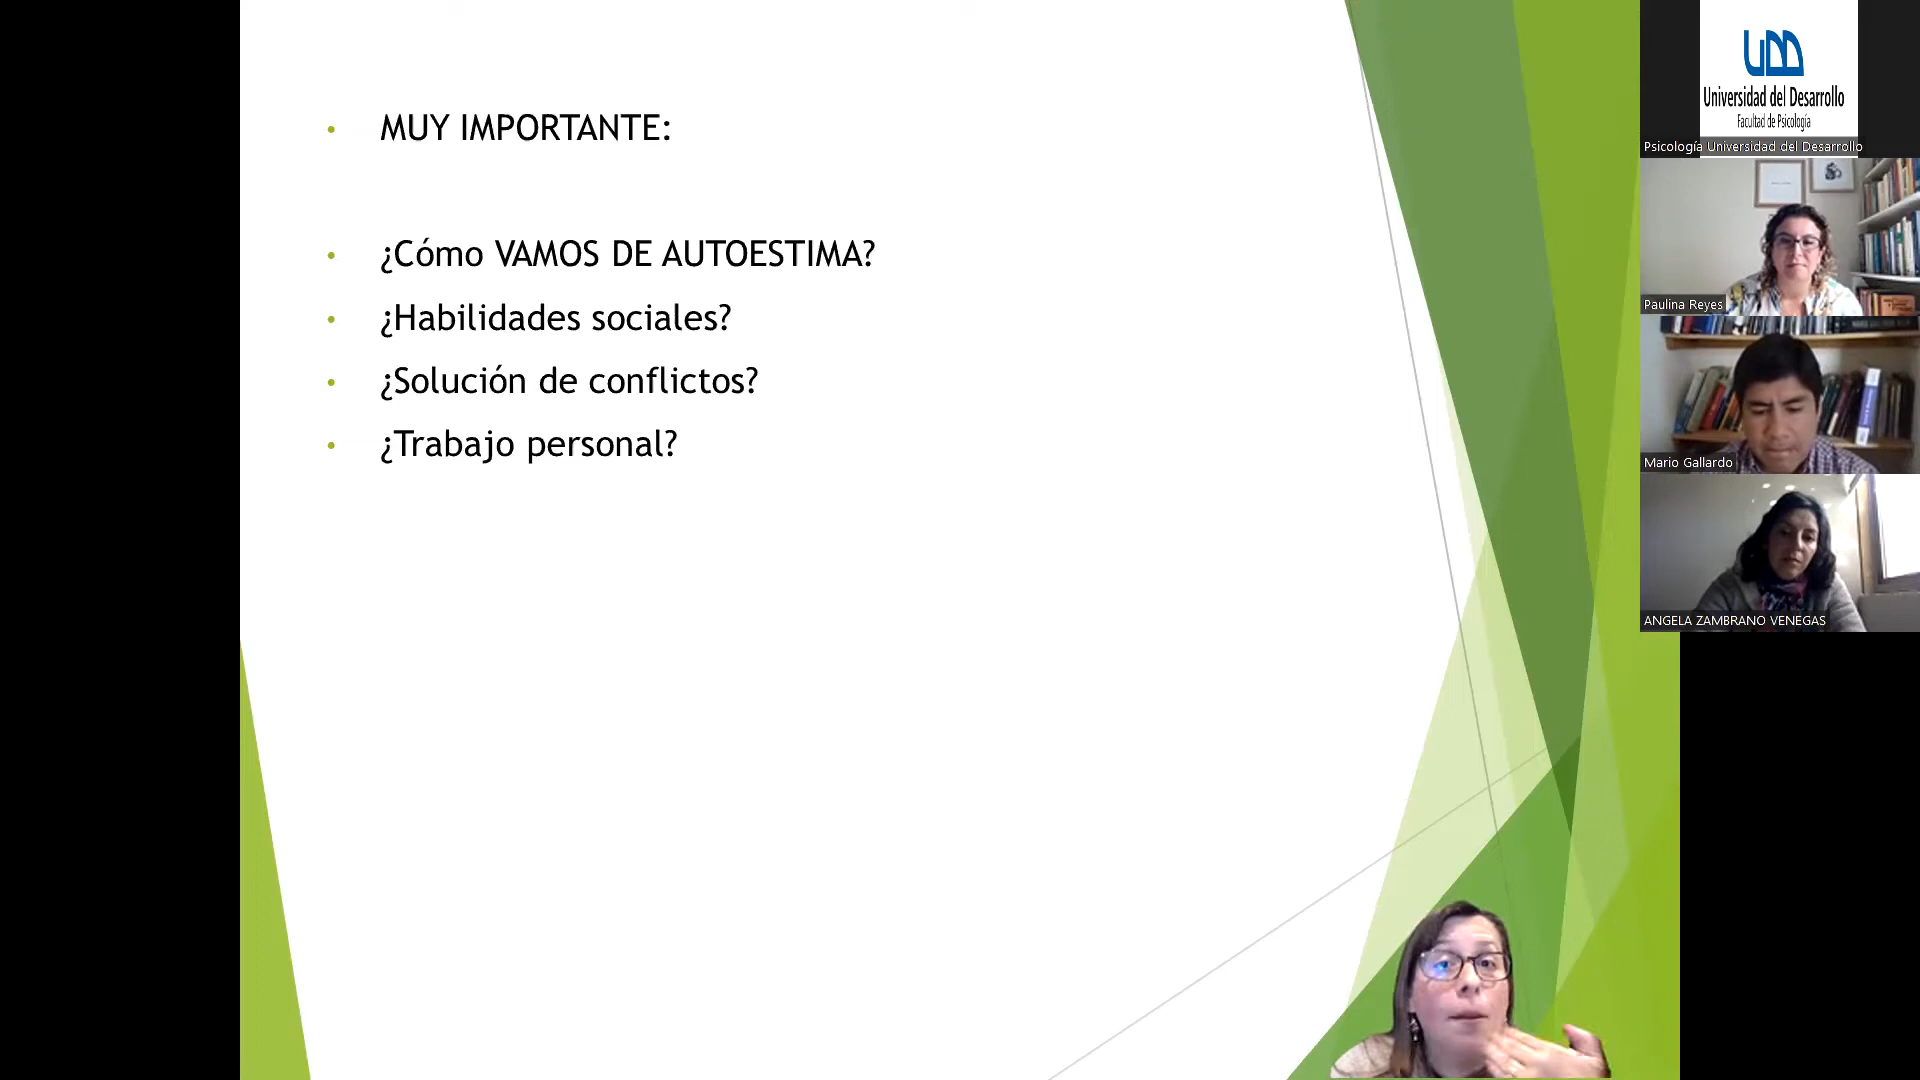 MUY IMPORTANTE:
¿Cómo VAMOS DE AUTOESTIMA?
¿Habilidades sociales?
¿Solución de conflictos?
¿Trabajo personal?
UDD
Universidad del Desarrollo
Facultad de Psicología
Psicología Universidad del Desarrollo
Paulina Reyes
Mario Gallardo
ANGELA ZAMBRANO VENEGAS